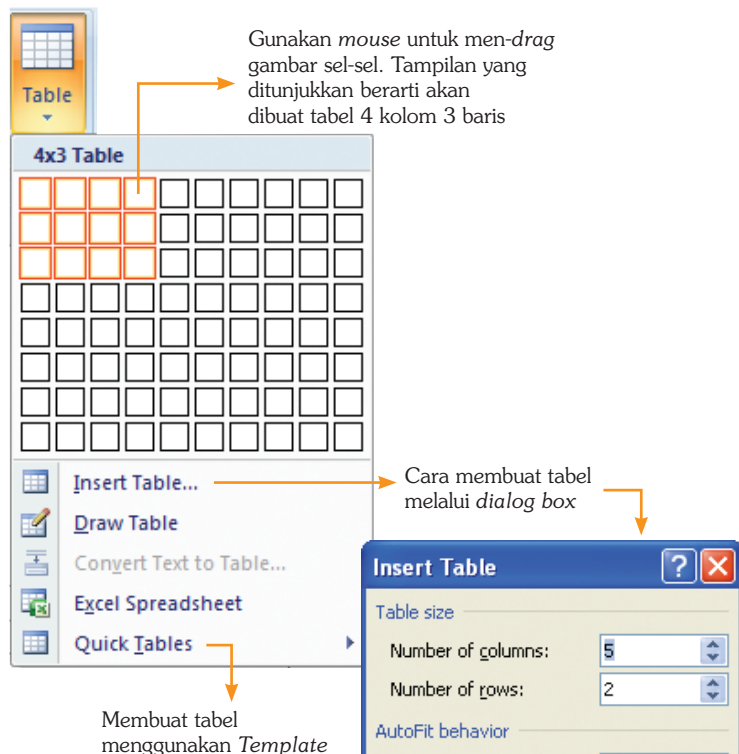 Table
Gunakan mouse untuk men-drag
gambar sel-sel. Tampilan yang
ditunjukkan berarti akan
dibuat tabel 4 kolom 3 baris
4x3 Table
Insert Table...
Draw Table
Convert Text to Table...
Excel Spreadsheet
Quick Tables
Cara membuat tabel
melalui dialog box
Membuat tabel
menggunakan Template
Insert Table
Table size
Number of columns: 5
Number of rows: 2
AutoFit behavior